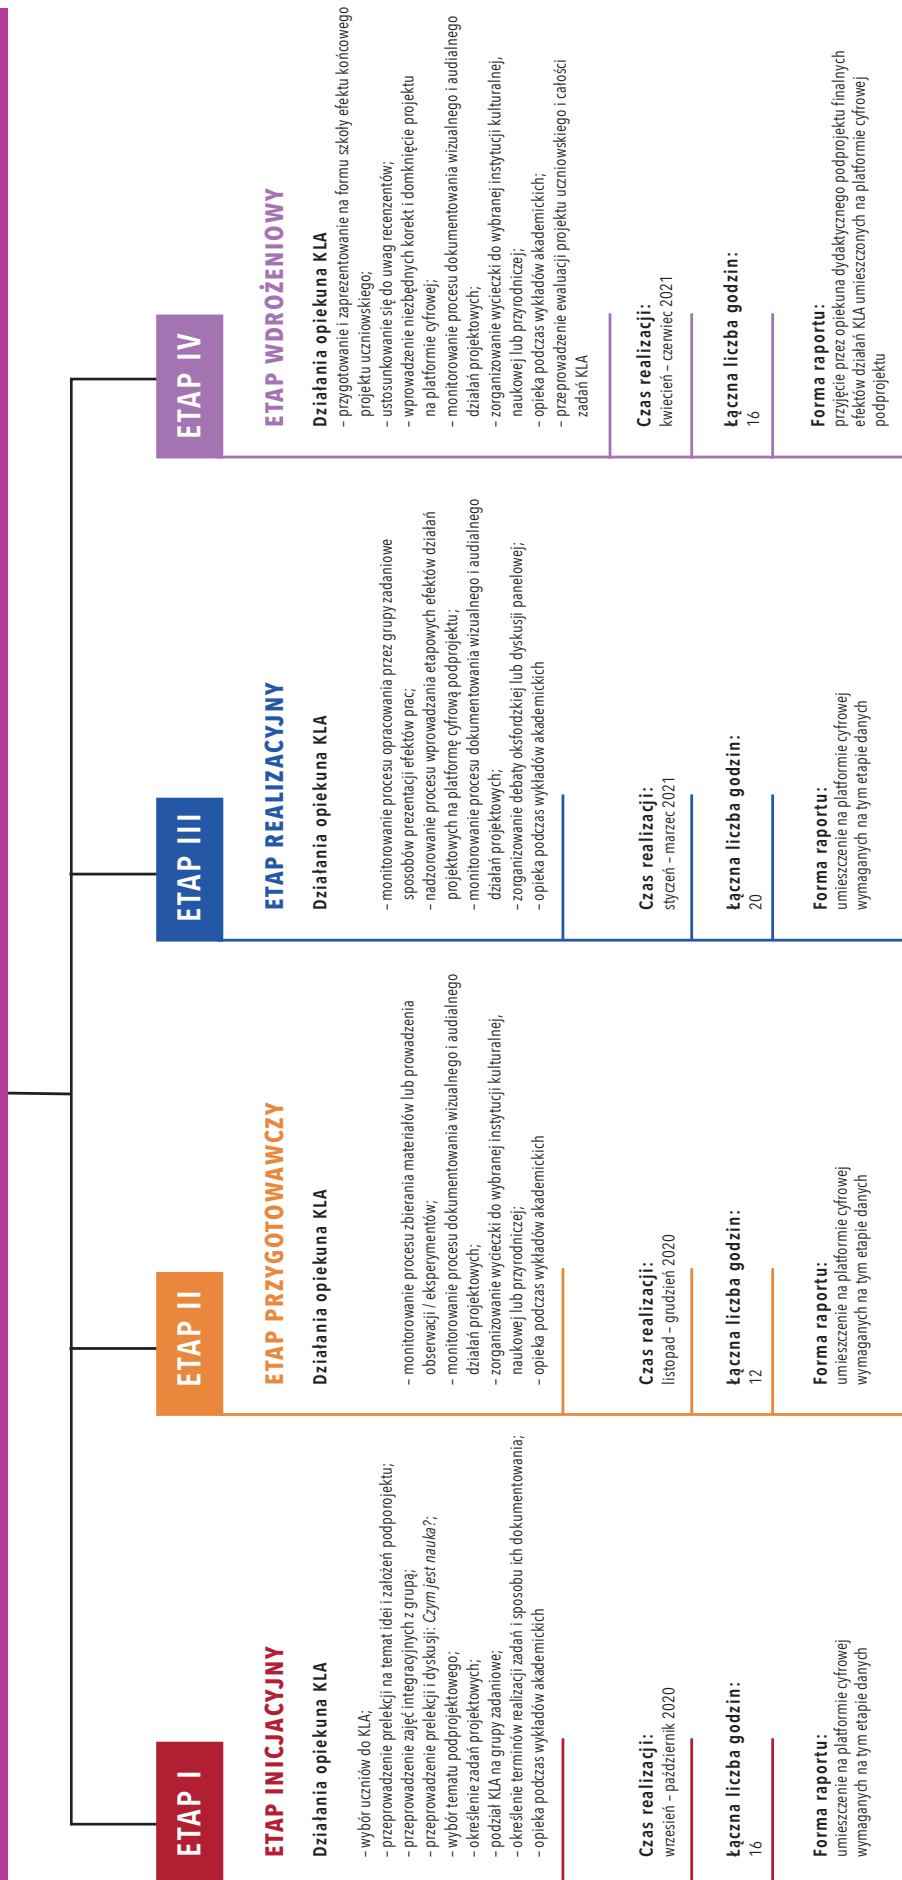 ETAP I
ETAP INICJACYJNY
Działania opiekuna KLA
– wybór uczniów do KLA;
– przeprowadzenie prelekcji na temat idei i założeń podporojektu;
– przeprowadzenie zajęć integracyjnych z grupą;
– przeprowadzenie prelekcji i dyskusji: Czym jest nauka?;
– wybór tematu podprojektowego;
– określenie zadań projektowych;
– podział KLA na grupy zadaniowe;
– określenie terminów realizacji zadań i sposobu ich dokumentowania;
– opieka podczas wykładów akademickich
Czas realizacji:
wrzesień – październik 2020
Łączna liczba godzin:
16
Forma raportu:
umieszczenie na platformie cyfrowej
wymaganych na tym etapie danych
ETAP II
ETAP PRZYGOTOWAWCZY
Działania opiekuna KLA
– monitorowanie procesu zbierania materiałów lub prowadzenia
obserwacji / eksperymentów;
– monitorowanie procesu dokumentowania wizualnego i audialnego
działań projektowych;
– zorganizowanie wycieczki do wybranej instytucji kulturalnej,
naukowej lub przyrodniczej;
– opieka podczas wykładów akademickich
Czas realizacji:
listopad – grudzień 2020
Łączna liczba godzin:
12
Forma raportu:
umieszczenie na platformie cyfrowej
wymaganych na tym etapie danych
ETAP III
ETAP REALIZACYJNY
Działania opiekuna KLA
– monitorowanie procesu opracowania przez grupy zadaniowe
sposobów prezentacji efektów prac;
– nadzorowanie procesu wprowadzania etapowych efektów działań
projektowych na platformę cyfrową podprojektu;
– monitorowanie procesu dokumentowania wizualnego i audialnego
działań projektowych;
– zorganizowanie debaty oksfordzkiej lub dyskusji panelowej;
– opieka podczas wykładów akademickich
Czas realizacji:
styczeń – marzec 2021
Łączna liczba godzin:
20
Forma raportu:
umieszczenie na platformie cyfrowej
wymaganych na tym etapie danych
ETAP IV
ETAP WDROŻENIOWY
Działania opiekuna KLA
– przygotowanie i zaprezentowanie na formu szkoły efektu końcowego
projektu uczniowskiego;
– ustosunkowanie się do uwag recenzentów;
– wprowadzenie niezbędnych korekt i domknięcie projektu
na platformie cyfrowej;
– monitorowanie procesu dokumentowania wizualnego i audialnego
działań projektowych;
– zorganizowanie wycieczki do wybranej instytucji kulturalnej,
naukowej lub przyrodniczej;
– opieka podczas wykładów akademickich;
– przeprowadzenie ewaluacji projektu uczniowskiego i całości
zadań KLA
Czas realizacji:
kwiecień – czerwiec 2021
Łączna liczba godzin:
16
Forma raportu:
przyjęcie przez opiekuna dydaktycznego podprojektu finalnych
efektów działań KLA umieszczonych na platformie cyfrowej
podprojektu